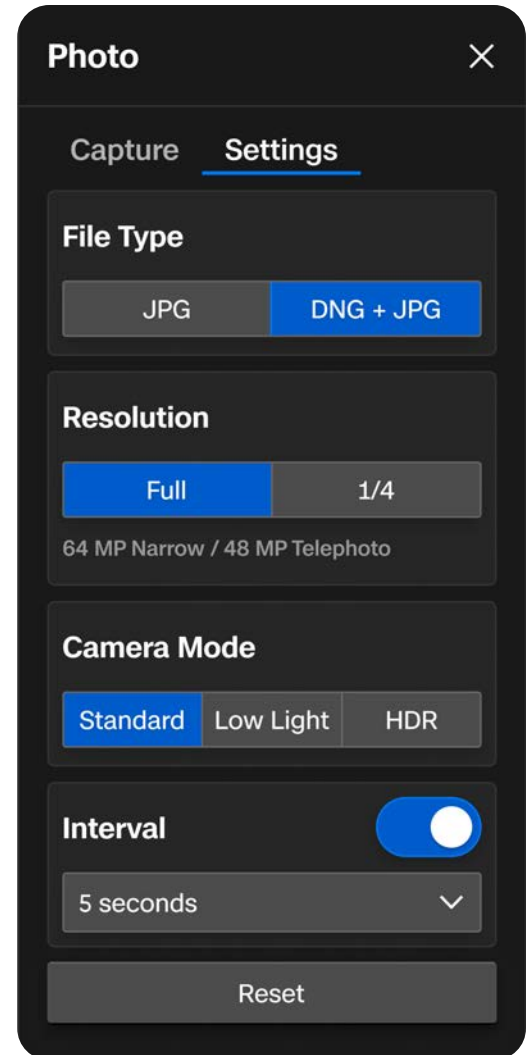 Photo
Capture Settings
File Type
JPG DNG + JPG
Resolution
Full 1/4
64 MP Narrow / 48 MP Telephoto
Camera Mode
Standard Low Light HDR
Interval
5 seconds
Reset